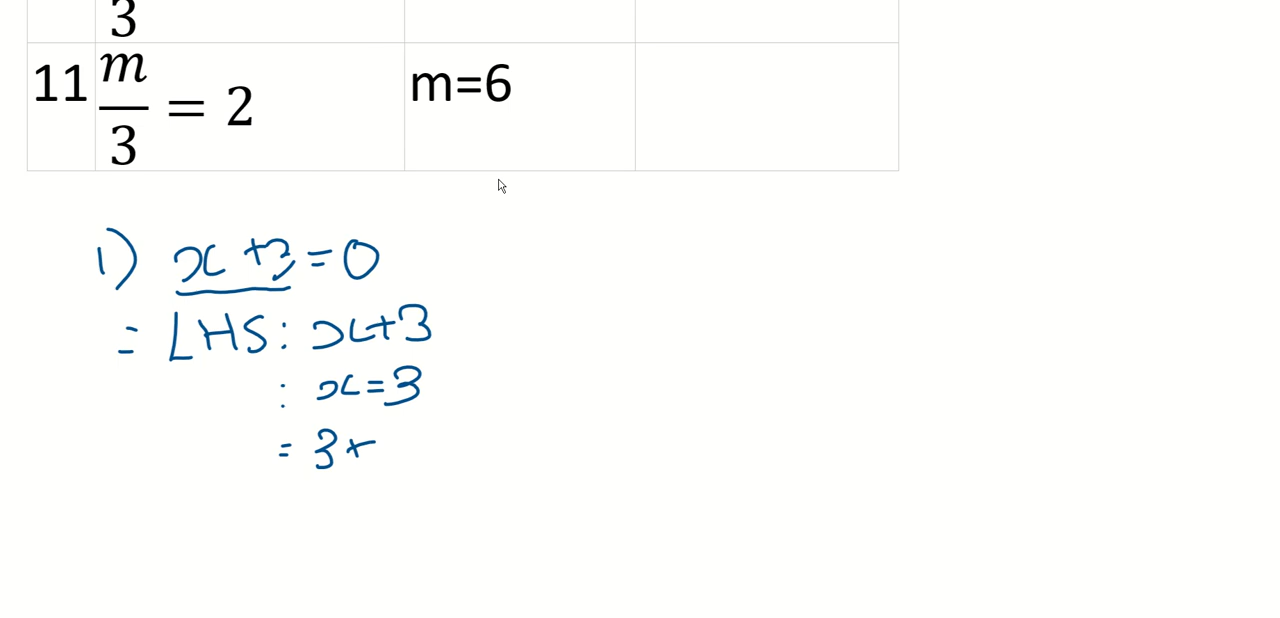 3
11 m/3 = 2 m=6
1) x+3=0
= LHS: x+3
: x=3
= 3+